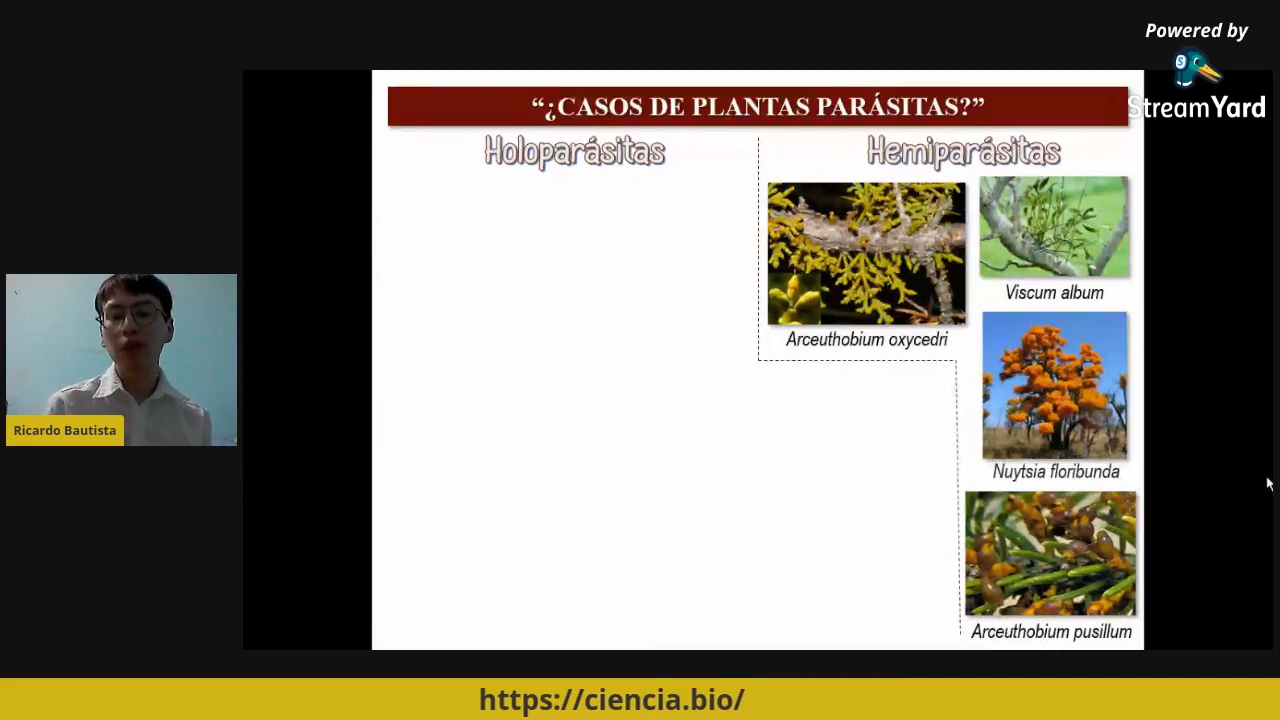 Powered by
StreamYard
“¿CASOS DE PLANTAS PARÁSITAS?”
Holoparásitas
Hemiparásitas
Viscum album
Arceuthobium oxycedri
Nuytsia floribunda
Arceuthobium pusillum
Ricardo Bautista
https://ciencia.bio/